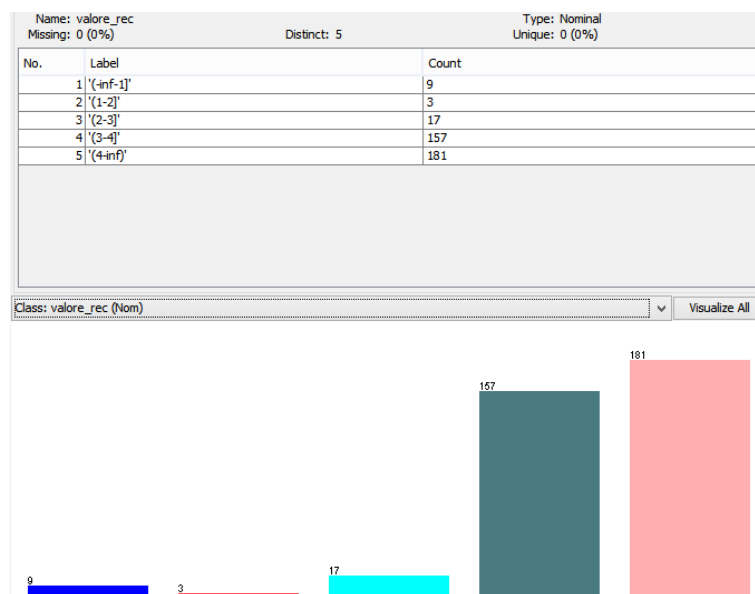 Name: valore_rec Type: Nominal
Missing: 0 (0%) Distinct: 5 Unique: 0 (0%)
No. Label Count
1 '(-inf-1]' 9
2 '(1-2]' 3
3 '(2-3]' 17
4 '(3-4]' 157
5 '(4-inf)' 181
Class: valore_rec (Nom) Visualize All
181
157
17
9
3